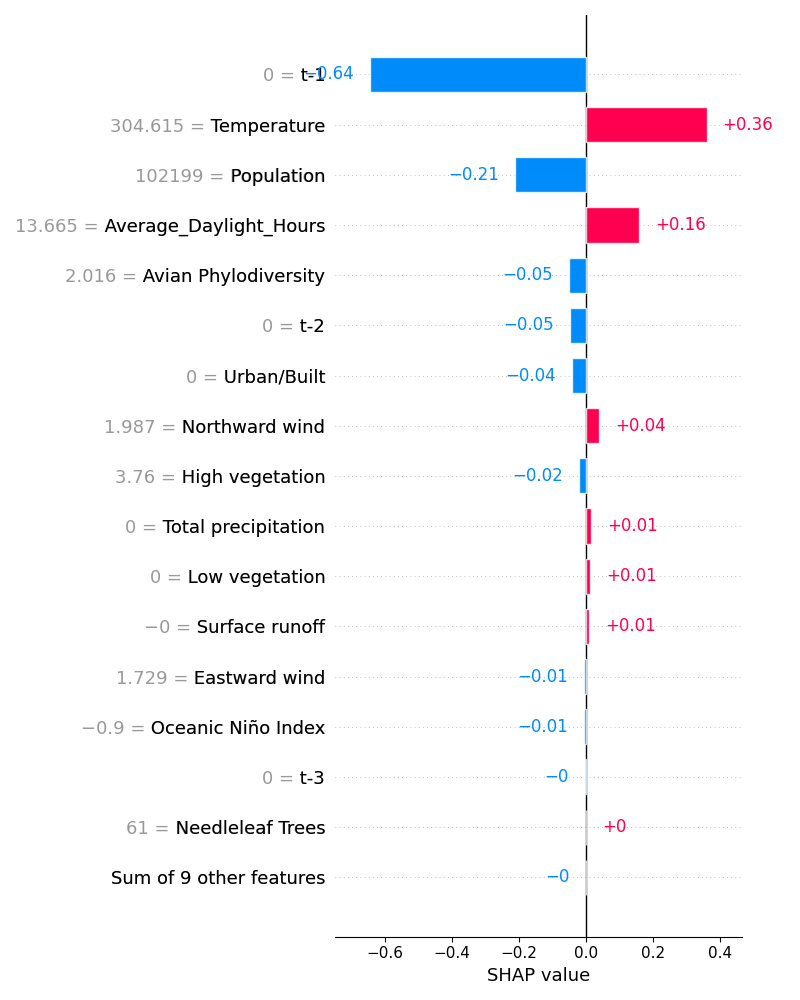 0 = t-1 −0.64
304.615 = Temperature +0.36
102199 = Population −0.21
13.665 = Average_Daylight_Hours +0.16
2.016 = Avian Phylodiversity −0.05
0 = t-2 −0.05
0 = Urban/Built −0.04
1.987 = Northward wind +0.04
3.76 = High vegetation −0.02
0 = Total precipitation +0.01
0 = Low vegetation +0.01
−0 = Surface runoff +0.01
1.729 = Eastward wind −0.01
−0.9 = Oceanic Niño Index −0.01
0 = t-3 −0
61 = Needleleaf Trees +0
Sum of 9 other features −0
−0.6 −0.4 −0.2 0.0 0.2 0.4
SHAP value